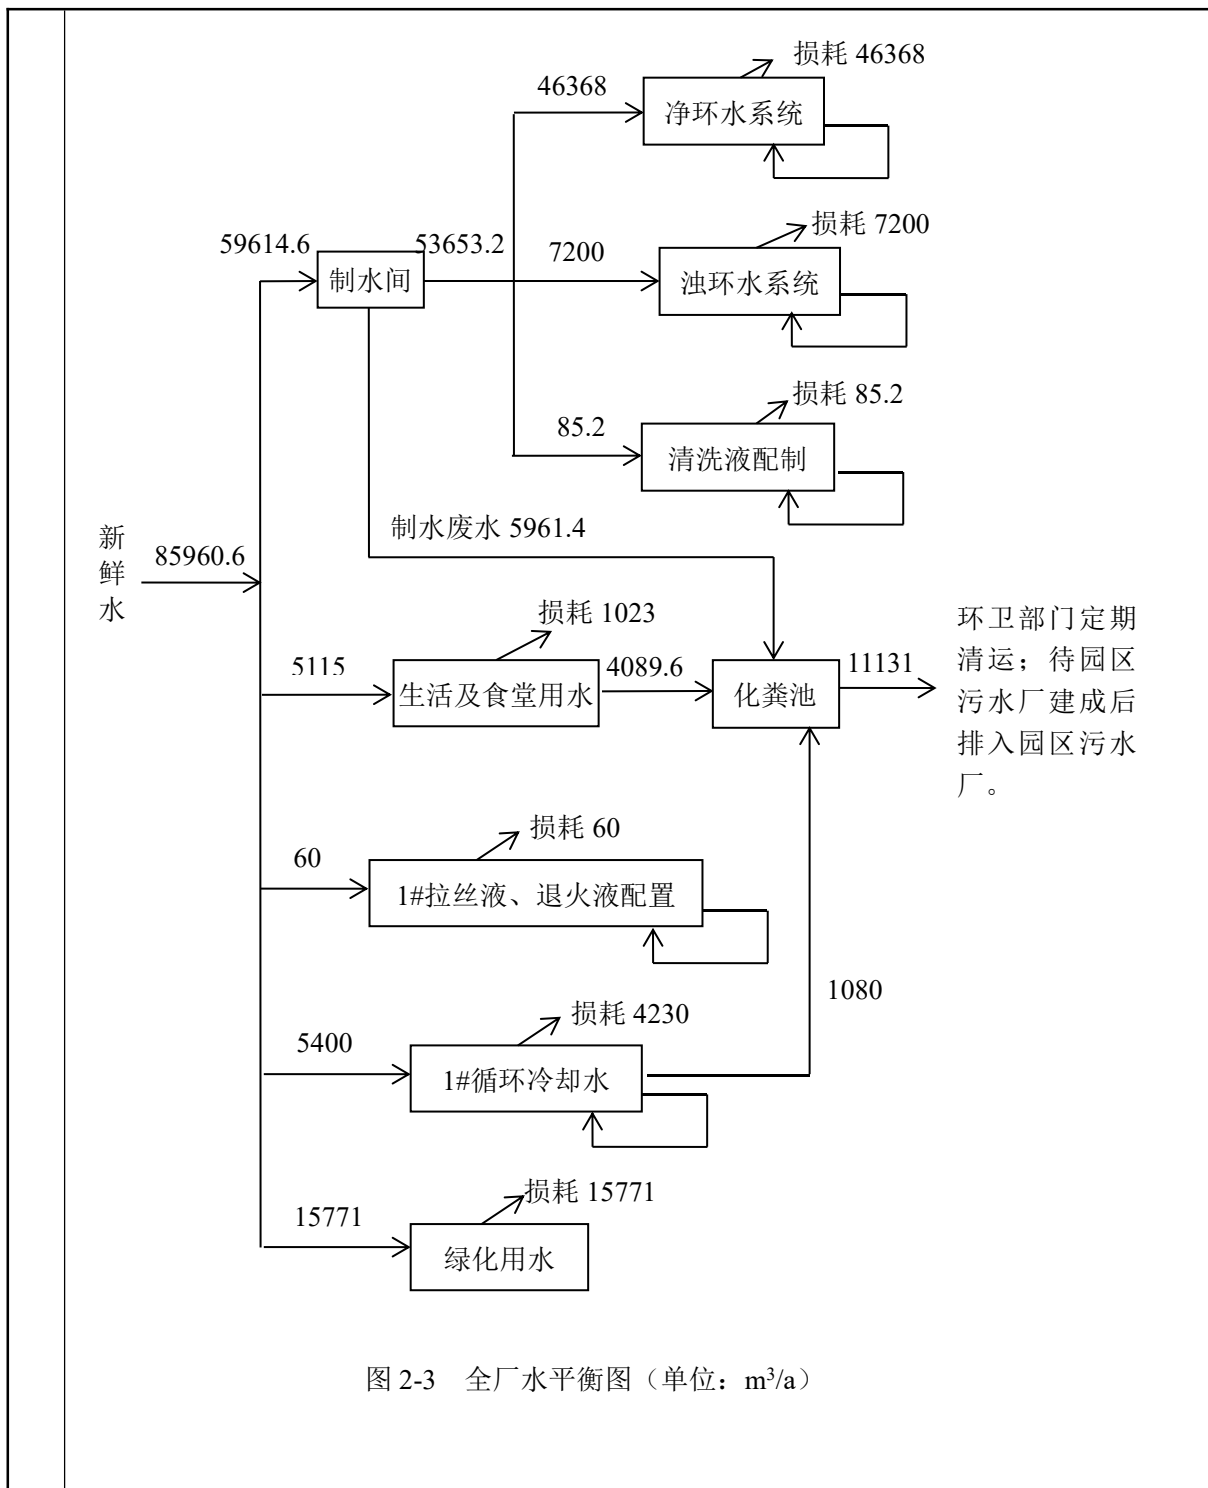 损耗 46368
46368
净环水系统
损耗 7200
59614.6
53653.2
7200
制水间
浊环水系统
损耗 85.2
85.2
清洗液配制
制水废水 5961.4
新
鲜
水
85960.6
损耗 1023
5115
生活及食堂用水
4089.6
化粪池
11131
环卫部门定期
清运；待园区
污水厂建成后
排入园区污水
厂。
损耗 60
60
1#拉丝液、退火液配置
1080
损耗 4230
5400
1#循环冷却水
损耗 15771
15771
绿化用水
图 2-3 全厂水平衡图（单位：m³/a）